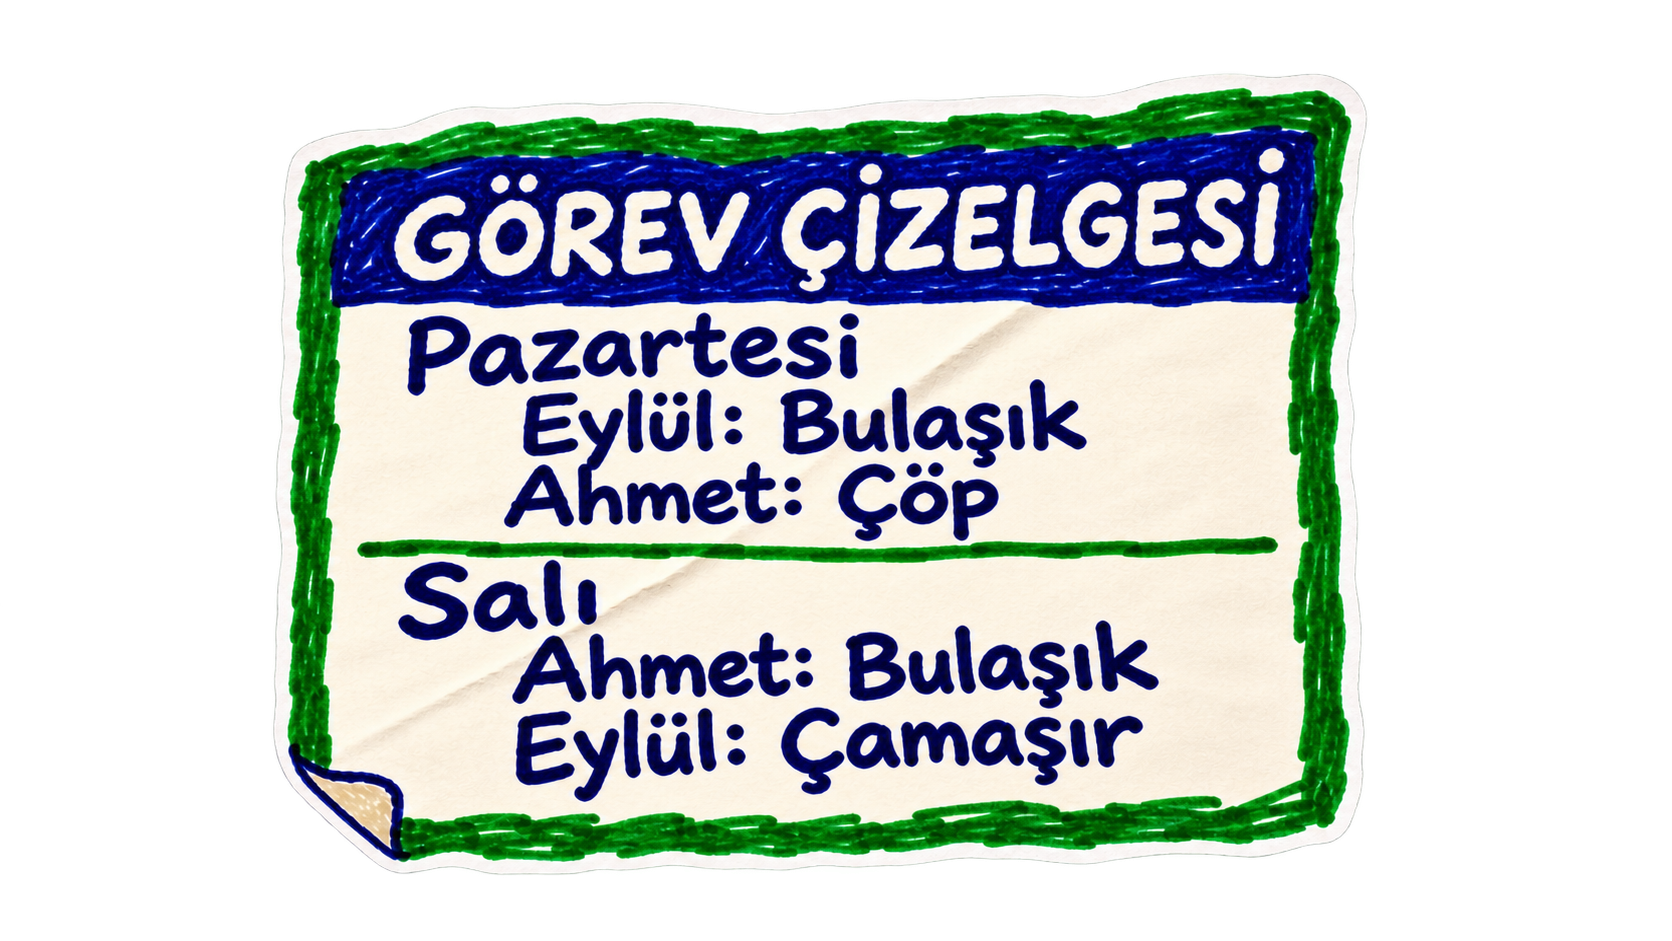 GÖREV ÇİZELGESİ
Pazartesi
Eylül: Bulaşık
Ahmet: Çöp
Salı
Ahmet: Bulaşık
Eylül: Çamaşır